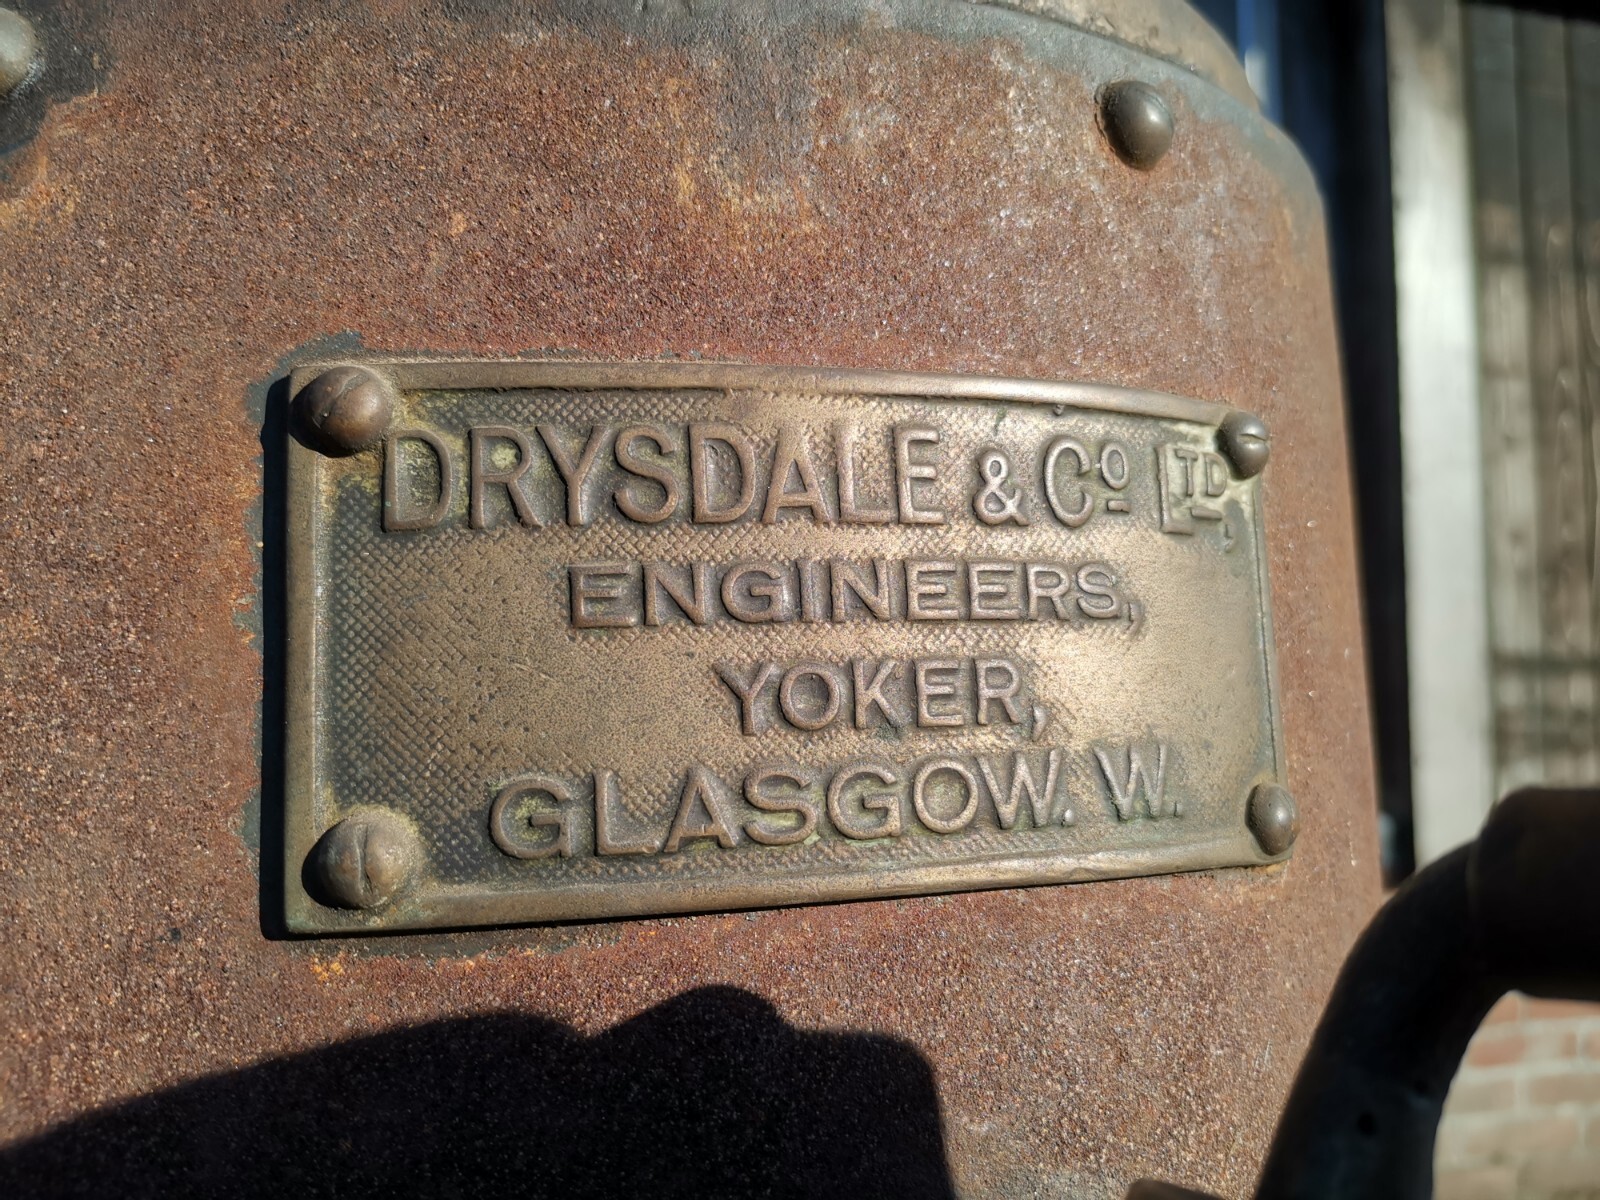 DRYSDALE & Co LTD,
ENGINEERS,
YOKER,
GLASGOW. W.